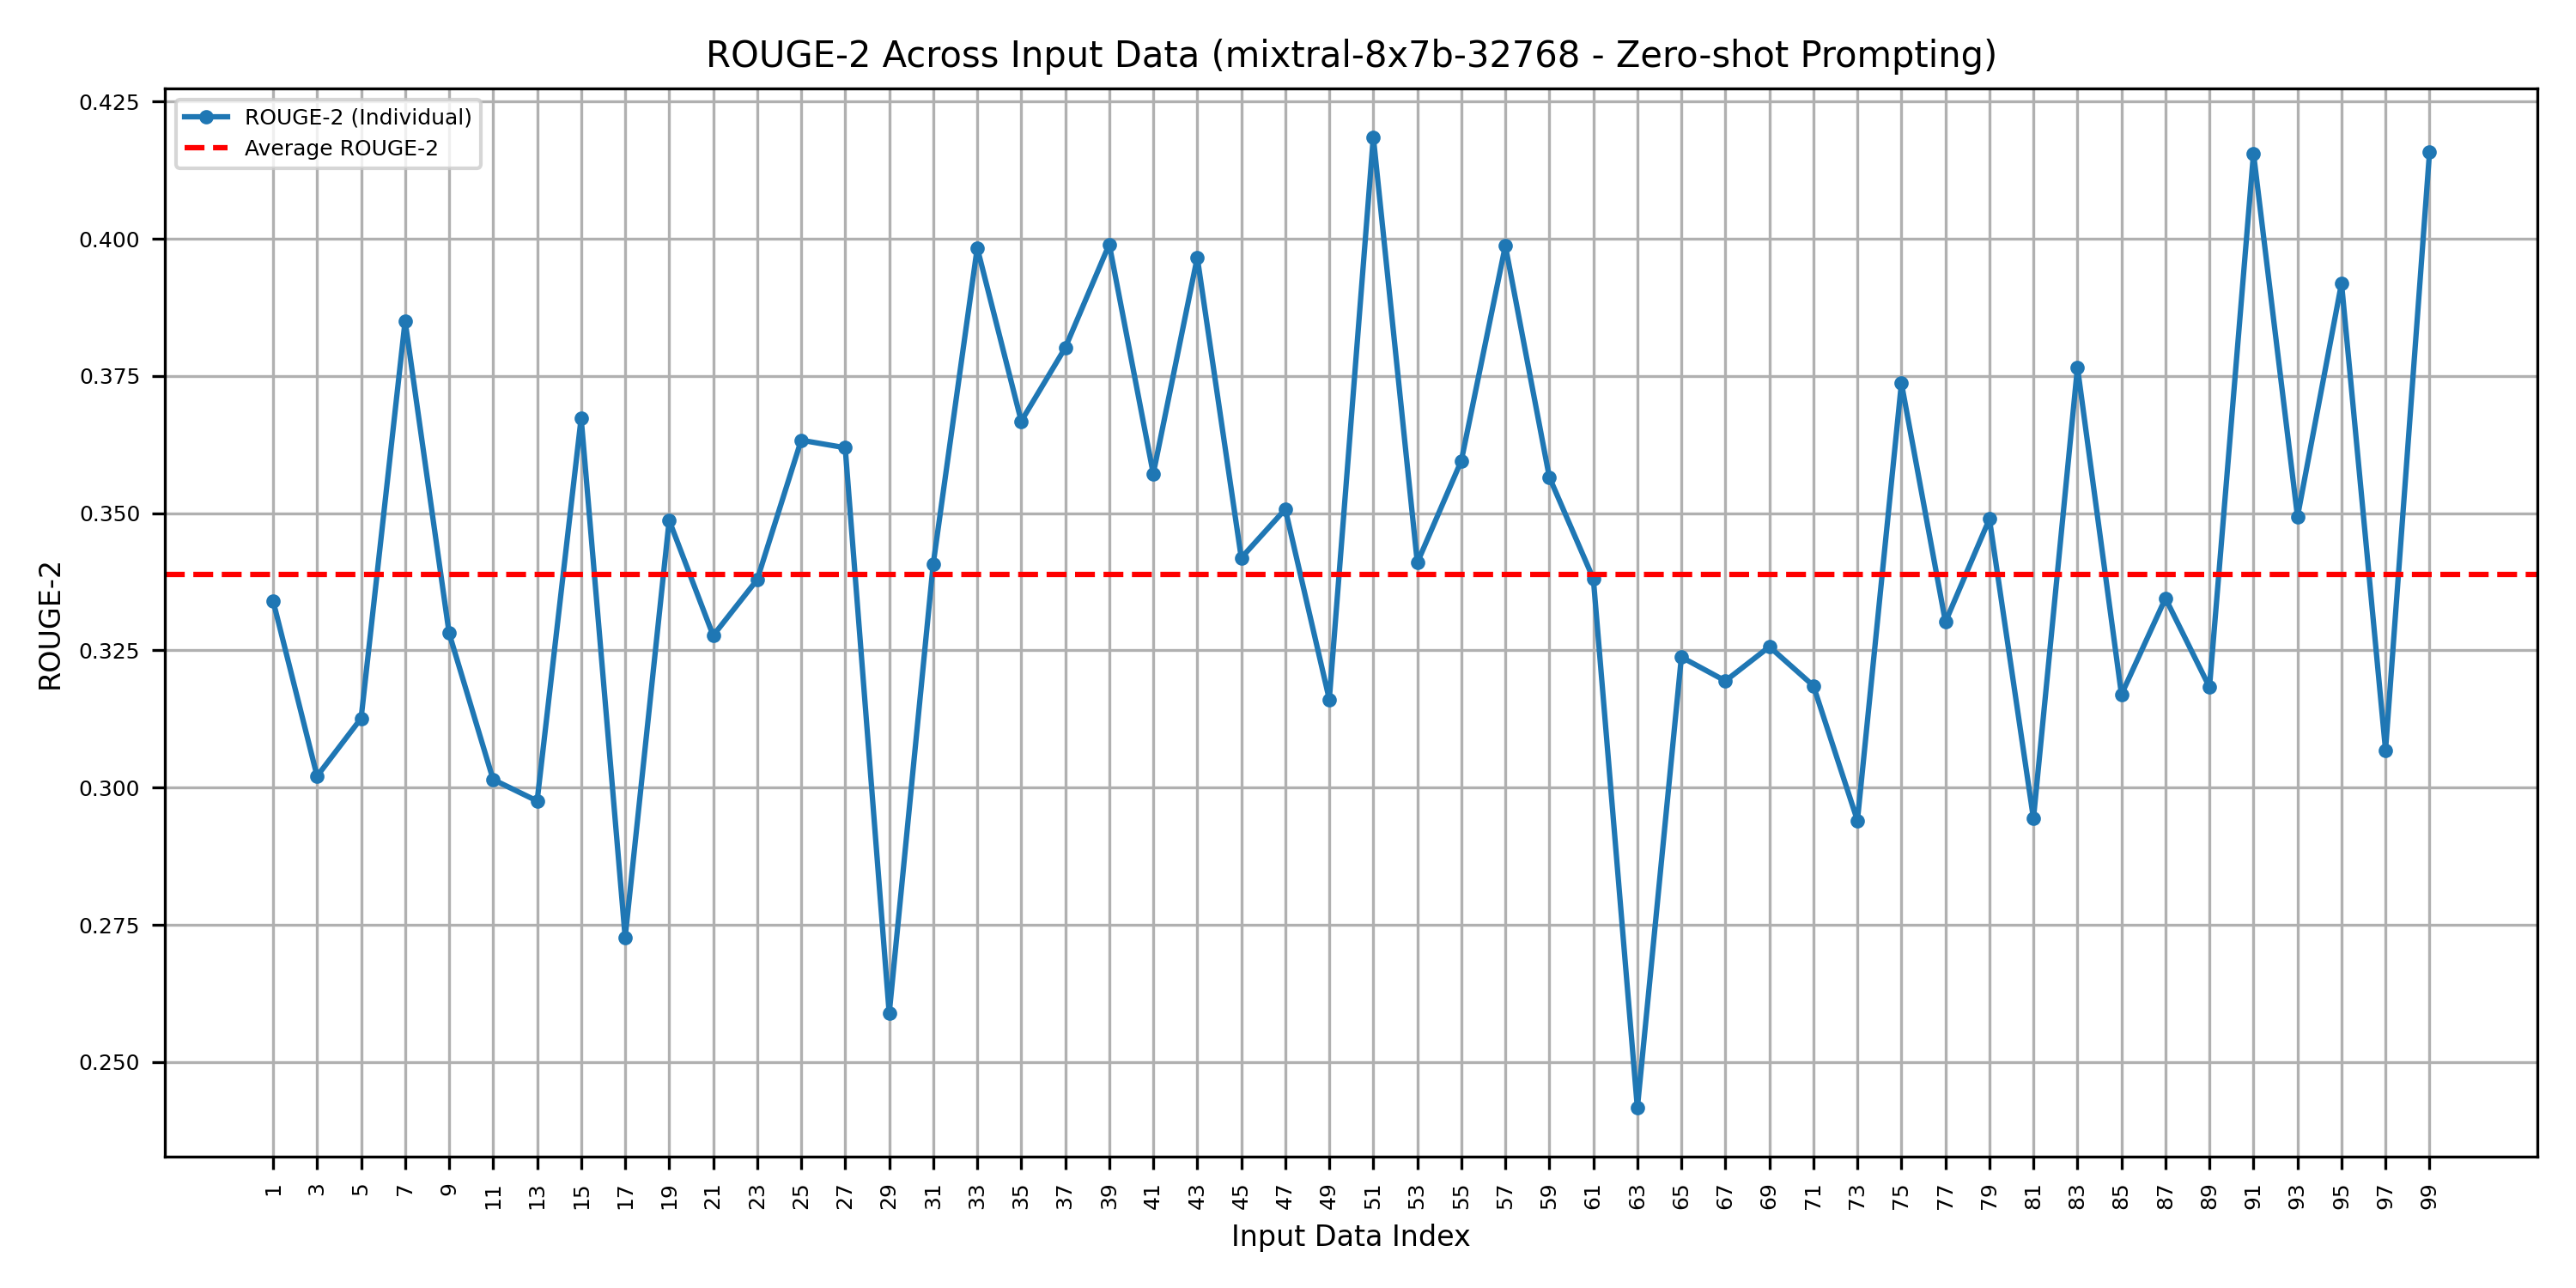 ROUGE-2 Across Input Data (mixtral-8x7b-32768 - Zero-shot Prompting)
ROUGE-2 (Individual)
Average ROUGE-2
0.425
0.400
0.375
0.350
0.325
0.300
0.275
0.250
ROUGE-2
1 3 5 7 9 11 13 15 17 19 21 23 25 27 29 31 33 35 37 39 41 43 45 47 49 51 53 55 57 59 61 63 65 67 69 71 73 75 77 79 81 83 85 87 89 91 93 95 97 99
Input Data Index